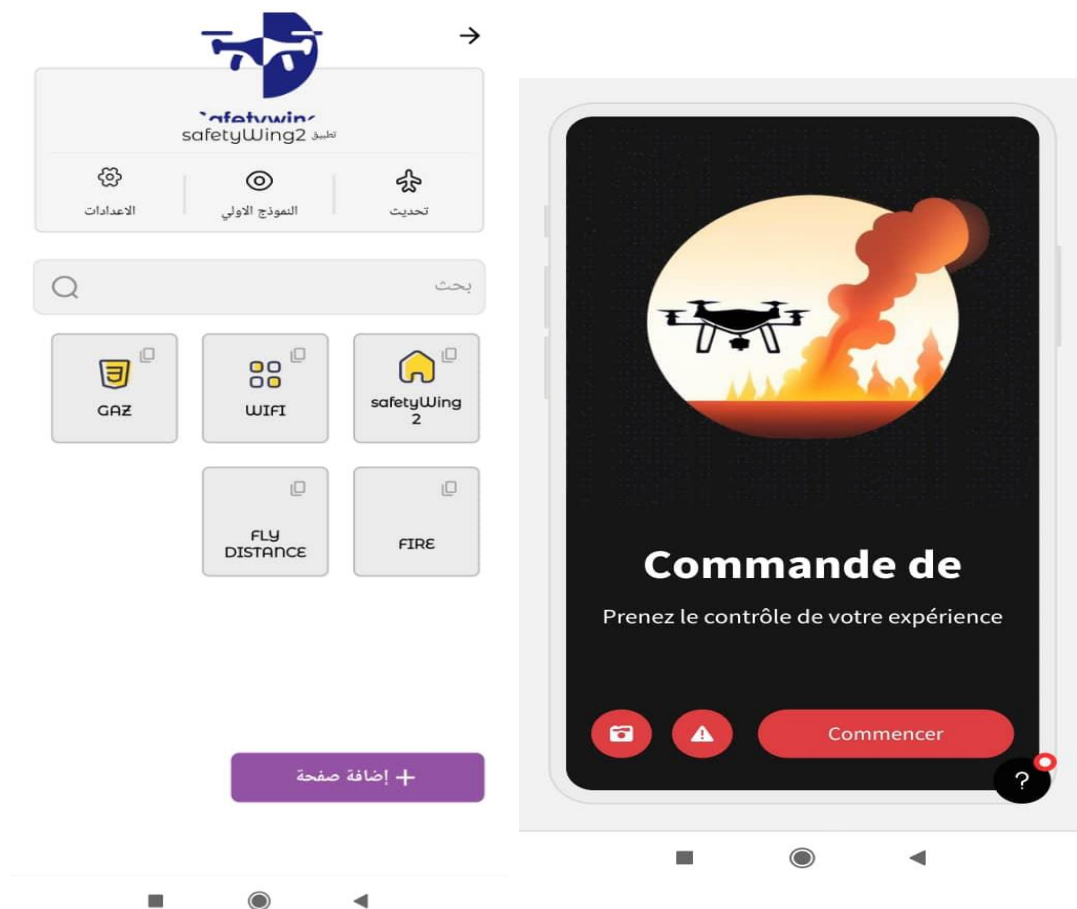 تطبيق safetyWing2
الاعدادات
النموذج الاولي
تحديث
بحث
GAZ
WIFI
safetyWing
2
FLY
DISTANCE
FIRE
+ إضافة صفحة
Commande de
Prenez le contrôle de votre expérience
Commencer
?